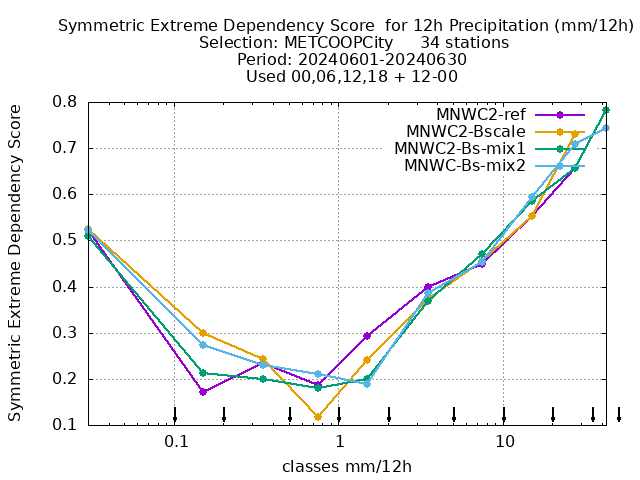 Symmetric Extreme Dependency Score for 12h Precipitation (mm/12h)
Selection: METCOOPCity 34 stations
Period: 20240601-20240630
Used 00,06,12,18 + 12-00
MNWC2-ref
MNWC2-Bscale
MNWC2-Bs-mix1
MNWC-Bs-mix2
Symmetric Extreme Dependency Score
0.8
0.7
0.6
0.5
0.4
0.3
0.2
0.1
0.1 1 10
classes mm/12h